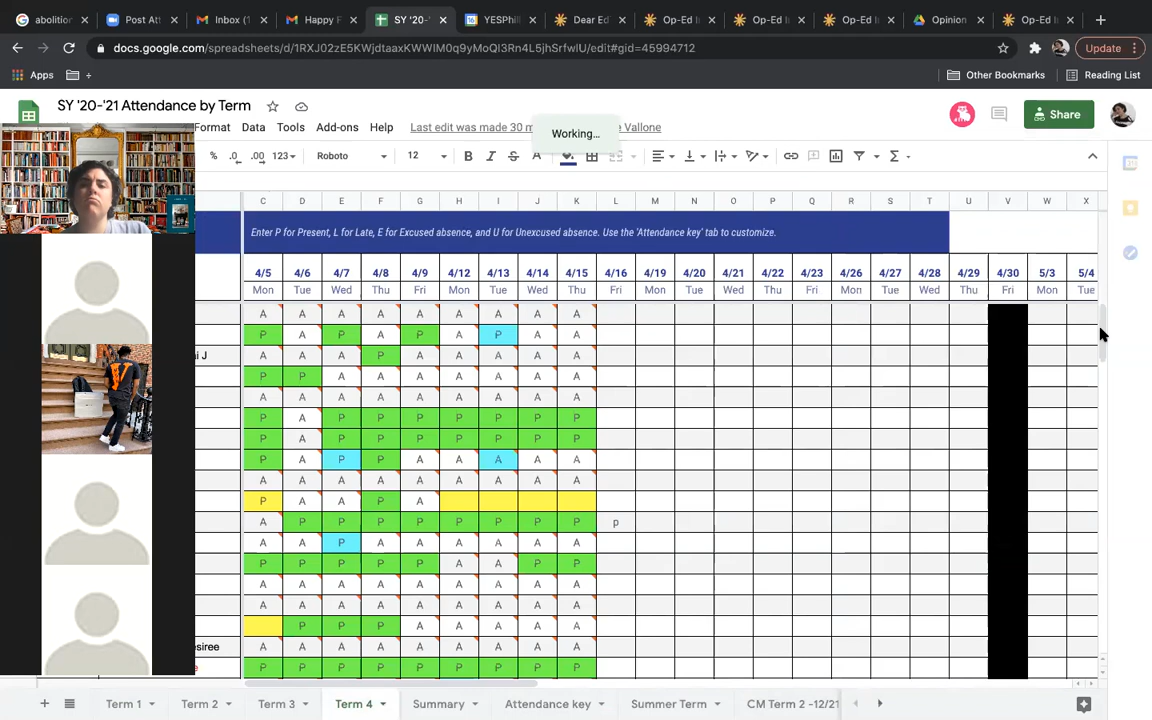 abolition
Post Att
Inbox (1
Happy F
SY '20-'
YESPhill
Dear Ed
Op-Ed I
Op-Ed I
Op-Ed I
Opinion
Op-Ed I
docs.google.com/spreadsheets/d/1RXJ02zE5KWjdtaaxKWWIM0q9yMoQI3Rn4L5jhSrfwlU/edit#gid=45994712
Update
Apps
Other Bookmarks
Reading List
SY '20-'21 Attendance by Term
Share
Format Data Tools Add-ons Help Last edit was made 30 m Vallone
Working...
% .0 .00 123 Roboto 12 B I S A
C D E F G H I J K L M N O P Q R S T U V W X
Enter P for Present, L for Late, E for Excused absence, and U for Unexcused absence. Use the 'Attendance key' tab to customize.
4/5 4/6 4/7 4/8 4/9 4/12 4/13 4/14 4/15 4/16 4/19 4/20 4/21 4/22 4/23 4/26 4/27 4/28 4/29 4/30 5/3 5/4
Mon Tue Wed Thu Fri Mon Tue Wed Thu Fri Mon Tue Wed Thu Fri Mon Tue Wed Thu Fri Mon Tue
A A A A A A A A A
P A P A P A P A A
ai J A A A P A A A A A
P P A A A A A A A
A A A A A A A A A
P A P P P P P P P
P A P P P P P P P
P A P P A A A A A
A A A A A A A A A
P A A P A
A P P P P P P P P p
A A P A A A A A A
P P P P P A A P P
A A A A A A A A A
A A A A A A A A A
P P P A A A A A
esiree A A A A A A A A A
P P P P P P P P P
Term 1 Term 2 Term 3 Term 4 Summary Attendance key Summer Term CM Term 2 -12/21